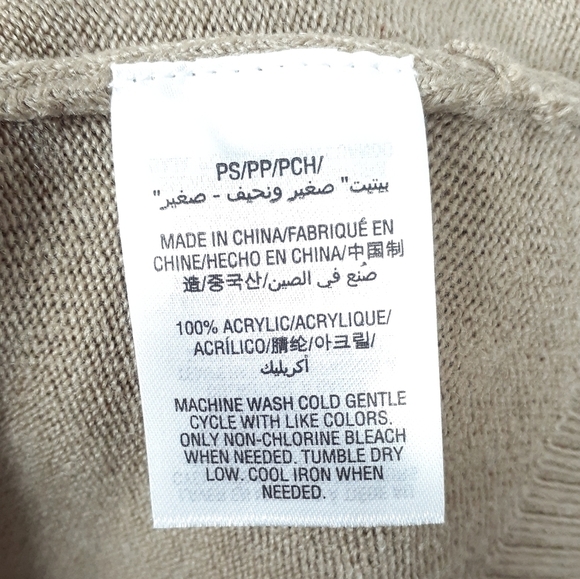 PS/PP/PCH/
بيتيت" صغير ونحيف - صغير"
MADE IN CHINA/FABRIQUÉ EN
CHINE/HECHO EN CHINA/中国制
造/중국산/صُنع في الصين
100% ACRYLIC/ACRYLIQUE/
ACRÍLICO/腈纶/아크릴/
أكريليك
MACHINE WASH COLD GENTLE
CYCLE WITH LIKE COLORS.
ONLY NON-CHLORINE BLEACH
WHEN NEEDED. TUMBLE DRY
LOW. COOL IRON WHEN
NEEDED.